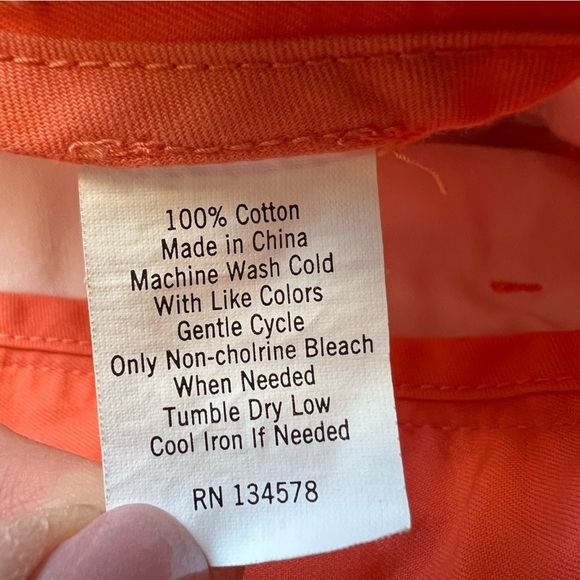 100% Cotton
Made in China
Machine Wash Cold
With Like Colors
Gentle Cycle
Only Non-cholrine Bleach
When Needed
Tumble Dry Low
Cool Iron If Needed
RN 134578